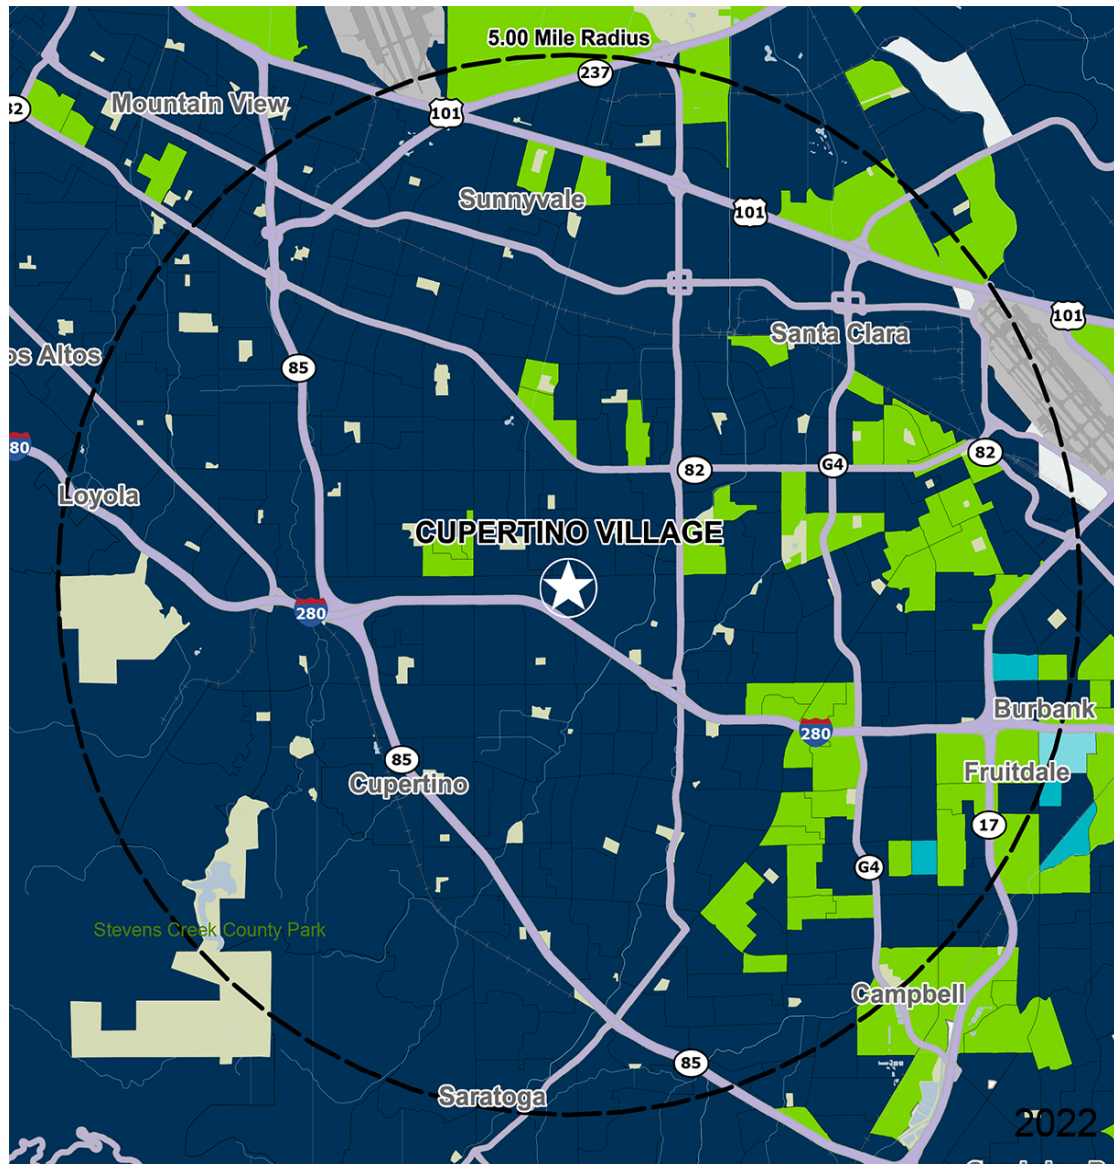 5.00 Mile Radius
237
Mountain View
32
101
Sunnyvale
101
101
Santa Clara
os Altos
85
80
82
82
G4
Loyola
CUPERTINO VILLAGE
280
Burbank
280
85
Fruitdale
Cupertino
17
G4
Stevens Creek County Park
Campbell
85
Saratoga
2022